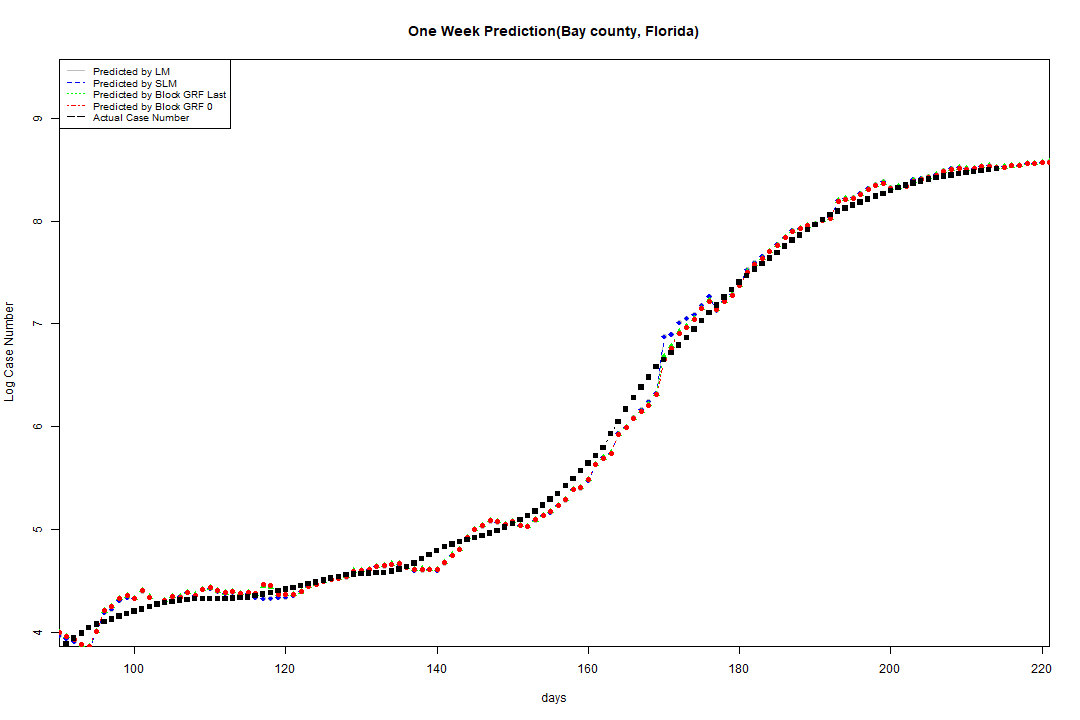 One Week Prediction(Bay county, Florida)
Predicted by LM
Predicted by SLM
Predicted by Block GRF Last
Predicted by Block GRF 0
Actual Case Number
9
8
7
6
5
4
Log Case Number
100 120 140 160 180 200 220
days